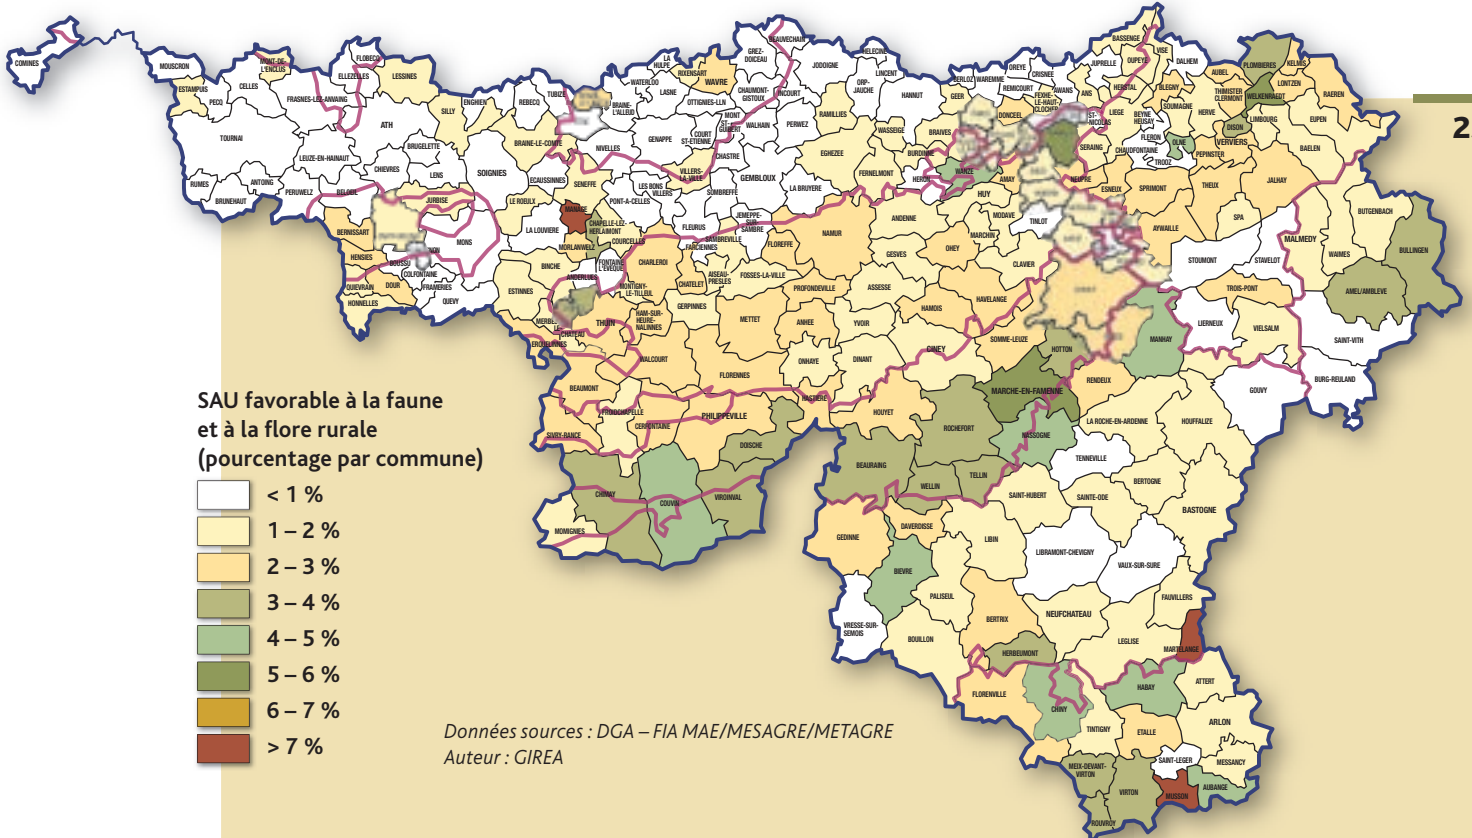 COMINES
MOUSCRON
ESTAMPUIS
PECQ
CELLES
MONT-DE-
L'ENCLUS
FLOBECQ
ELLEZELLES
LESSINES
FRASNES-LEZ-ANVAING
TOURNAI
ATH
SILLY
ENGHIEN
REBECQ
TUBIZE
BRAINE-
L'ALLEUD
WATERLOO
LA
HULPE
LASNE
RIXENSART
WAVRE
GREZ-
DOICEAU
BEAUVECHAIN
OTTIGNIES-LLN
CHAUMONT-
GISTOUX
INCOURT
JODOIGNE
HELECINE
ORP-
JAUCHE
LINCENT
HANNUT
BERLOZ
WAREMME
OREYE
REMICOURT
CRISNEE
GEER
FEXHE-
LE-HAUT-
CLOCHER
AWANS
ANS
JUPRELLE
BASSENGE
OUPEYE
VISE
DALHEM
HERSTAL
LIEGE
BLEGNY
AUBEL
PLOMBIERES
KELMIS
WELKENRAEDT
LONTZEN
RAEREN
THIMISTER
CLERMONT
SOUMAGNE
HERVE
LIMBOURG
EUPEN
BEYNE
HEUSAY
FLERON
DISON
VERVIERS
BAELEN
OLNE
PEPINSTER
CHAUDFONTAINE
TROOZ
ST-
NICOLAS
SERAING
NEUPRE
ESNEUX
SPRIMONT
THEUX
JALHAY
SPA
DONCEEL
BRAIVES
WASSEIGE
BURDINNE
HERON
WANZE
AMAY
HUY
MODAVE
TINLOT
MARCHIN
CLAVIER
AYWAILLE
STOUMONT
STAVELOT
MALMEDY
WAIMES
BUTGENBACH
BULLINGEN
AMEL/AMBLEVE
TROIS-PONT
LIERNEUX
VIELSALM
SAINT-VITH
BURG-REULAND
GOUVY
MANHAY
LEUZE-EN-HAINAUT
CHIEVRES
BRUGELETTE
LENS
BRAINE-LE-COMTE
SOIGNIES
ECAUSSINNES
NIVELLES
GENAPPE
COURT
ST-ETIENNE
MONT
ST-
GUIBERT
WALHAIN
PERWEZ
RAMILLIES
CHASTRE
VILLERS-
LA-VILLE
GEMBLOUX
EGHEZEE
FERNELMONT
LA BRUYERE
SOMBREFFE
RUMES
BRUNEHAUT
ANTOING
PERUWELZ
BELOEIL
JURBISE
BERNISSART
HENSIES
MONS
BOUSSU
COLFONTAINE
QUIEVRAIN
DOUR
FRAMERIES
HONNELLES
QUEVY
LE ROEULX
SENEFFE
LES BONS
VILLERS
PONT-A-CELLES
MANAGE
CHAPELLE-LEZ-
HERLAIMONT
LA LOUVIERE
MORLANWELZ
COURCELLES
FLEURUS
JEMEPPE-
SUR-
SAMBRE
SAMBREVILLE
FARCIENNES
FLOREFFE
NAMUR
ANDENNE
OHEY
GESVES
BINCHE
ANDERLUES
FONTAINE
L'EVEQUE
CHARLEROI
CHATELET
AISEAU-
PRESLES
FOSSES-LA-VILLE
PROFONDEVILLE
ASSESSE
ESTINNES
MONTIGNY-
LE-TILLEUL
GERPINNES
THUIN
HAM-SUR-
HEURE-
NALINNES
METTET
ANHEE
YVOIR
HAMOIS
HAVELANGE
ERQUELINNES
WALCOURT
FLORENNES
ONHAYE
DINANT
CINEY
SOMME-LEUZE
HOTTON
BEAUMONT
FROIDCHAPELLE
CERFONTAINE
PHILIPPEVILLE
HASTIERE
HOUYET
ROCHEFORT
MARCHE-EN-FAMENNE
RENDEUX
LA ROCHE-EN-ARDENNE
HOUFFALIZE
SIVRY-RANCE
DOISCHE
BEAURAING
NASSOGNE
TENNEVILLE
WELLIN
TELLIN
CHIMAY
COUVIN
VIROINVAL
MOMIGNIES
SAINT-HUBERT
SAINTE-ODE
BERTOGNE
BASTOGNE
GEDINNE
DAVERDISSE
LIBIN
LIBRAMONT-CHEVIGNY
VAUX-SUR-SURE
BIEVRE
PALISEUL
VRESSE-SUR-
SEMOIS
BOUILLON
BERTRIX
NEUFCHATEAU
FAUVILLERS
HERBEUMONT
LEGLISE
MARTELANGE
FLORENVILLE
CHINY
HABAY
ATTERT
TINTIGNY
ETALLE
ARLON
SAINT-LEGER
MESSANCY
MEIX-DEVANT-
VIRTON
VIRTON
MUSSON
AUBANGE
ROUVROY
2
SAU favorable à la faune
et à la flore rurale
(pourcentage par commune)
< 1 %
1 – 2 %
2 – 3 %
3 – 4 %
4 – 5 %
5 – 6 %
6 – 7 %
> 7 %
Données sources : DGA – FIA MAE/MESAGRE/METAGRE
Auteur : GIREA